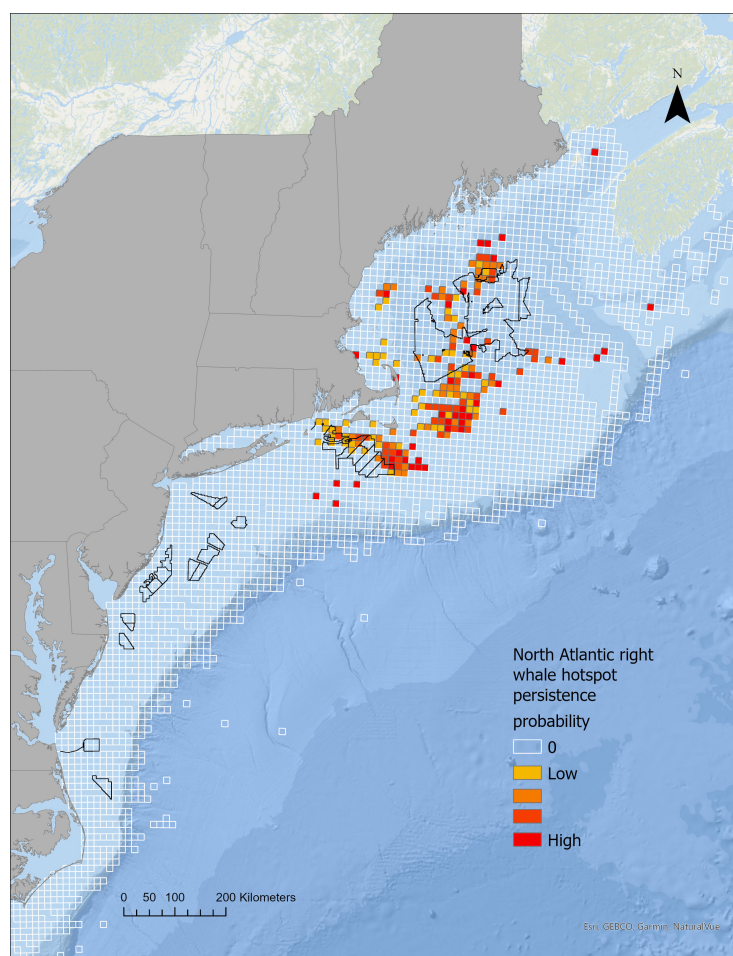 N
North Atlantic right
whale hotspot
persistence
probability
0
Low
High
0 50 100 200 Kilometers
Esri, GEBCO, Garmin, NaturalVue